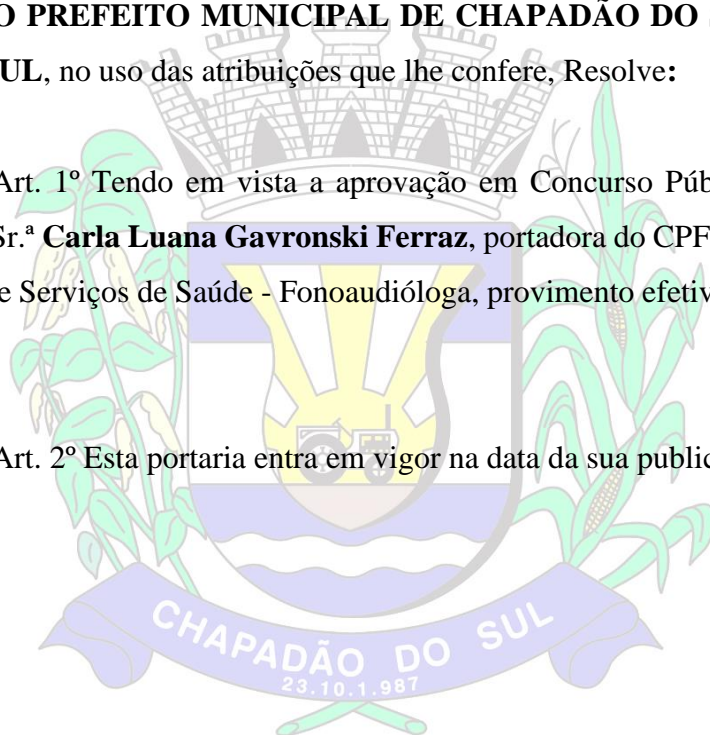 O PREFEITO MUNICIPAL DE CHAPADÃO DO
UL, no uso das atribuições que lhe confere, Resolve:
Art. 1º Tendo em vista a aprovação em Concurso Púb
Sr.ª Carla Luana Gavronski Ferraz, portadora do CPF
e Serviços de Saúde - Fonoaudióloga, provimento efetiv
Art. 2º Esta portaria entra em vigor na data da sua public
CHAPADÃO DO SUL
23.10.1.987